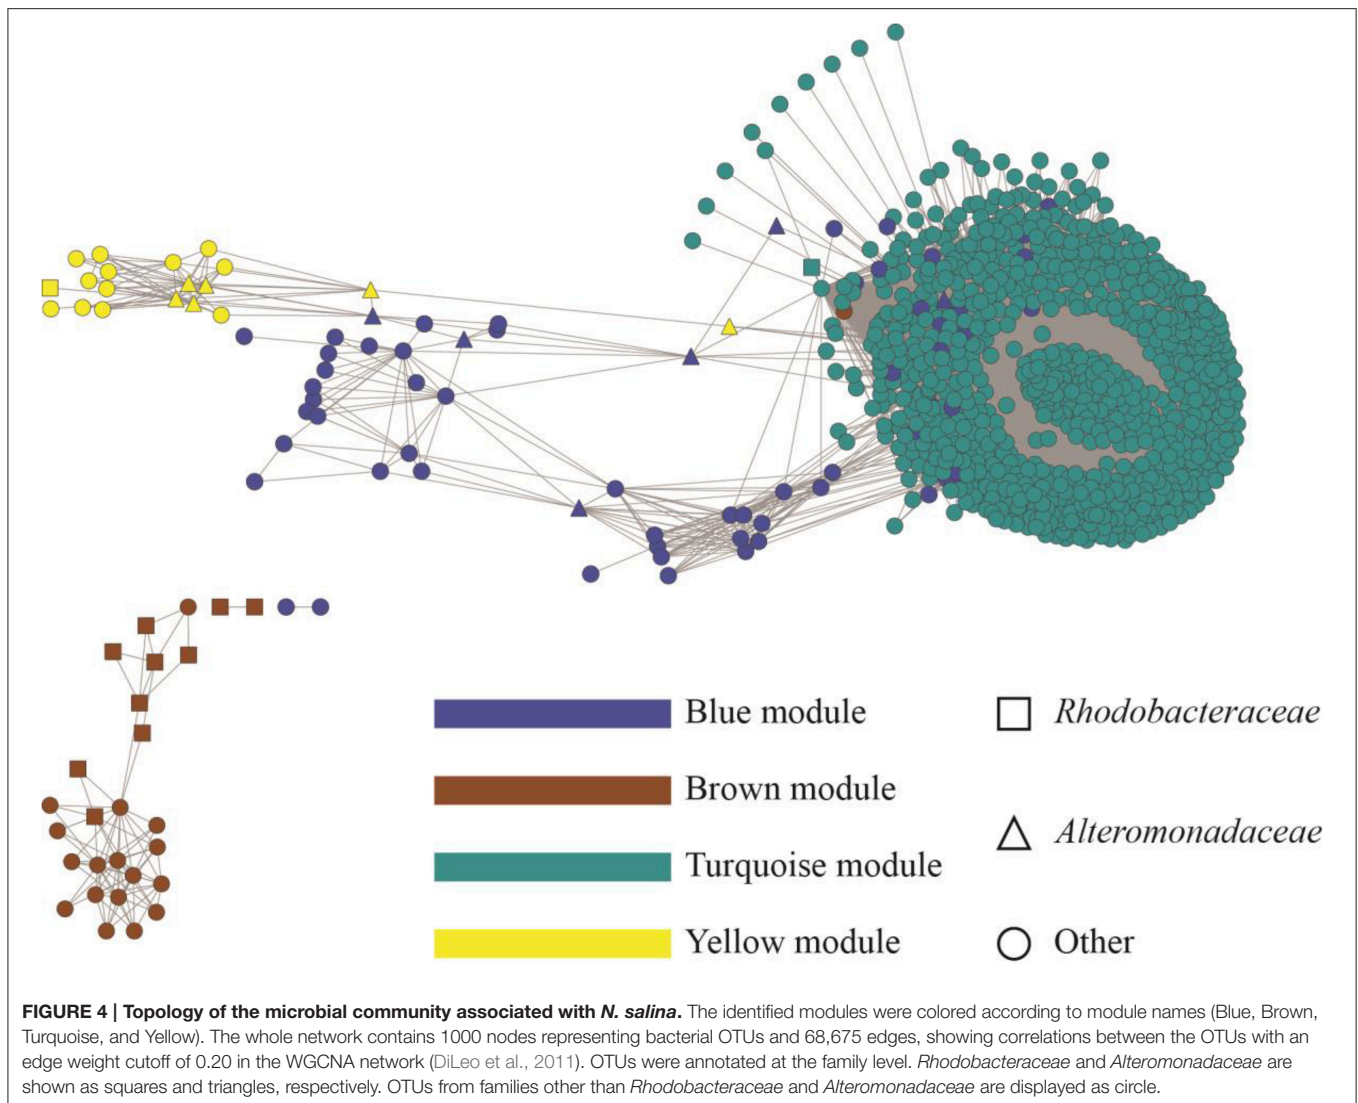 Blue module
Rhodobacteraceae
Brown module
Alteromonadaceae
Turquoise module
Yellow module
Other
FIGURE 4 | Topology of the microbial community associated with N. salina. The identified modules were colored according to module names (Blue, Brown,
Turquoise, and Yellow). The whole network contains 1000 nodes representing bacterial OTUs and 68,675 edges, showing correlations between the OTUs with an
edge weight cutoff of 0.20 in the WGCNA network (DiLeo et al., 2011). OTUs were annotated at the family level. Rhodobacteraceae and Alteromonadaceae are
shown as squares and triangles, respectively. OTUs from families other than Rhodobacteraceae and Alteromonadaceae are displayed as circle.